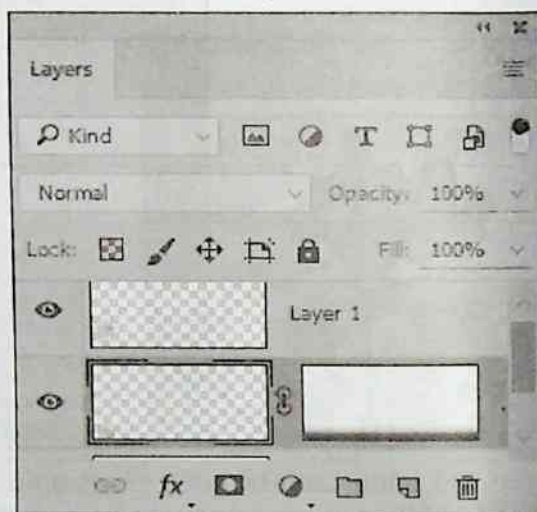 Layers
Kind
T
Normal Opacity: 100%
Lock: Fill: 100%
Layer 1
fx